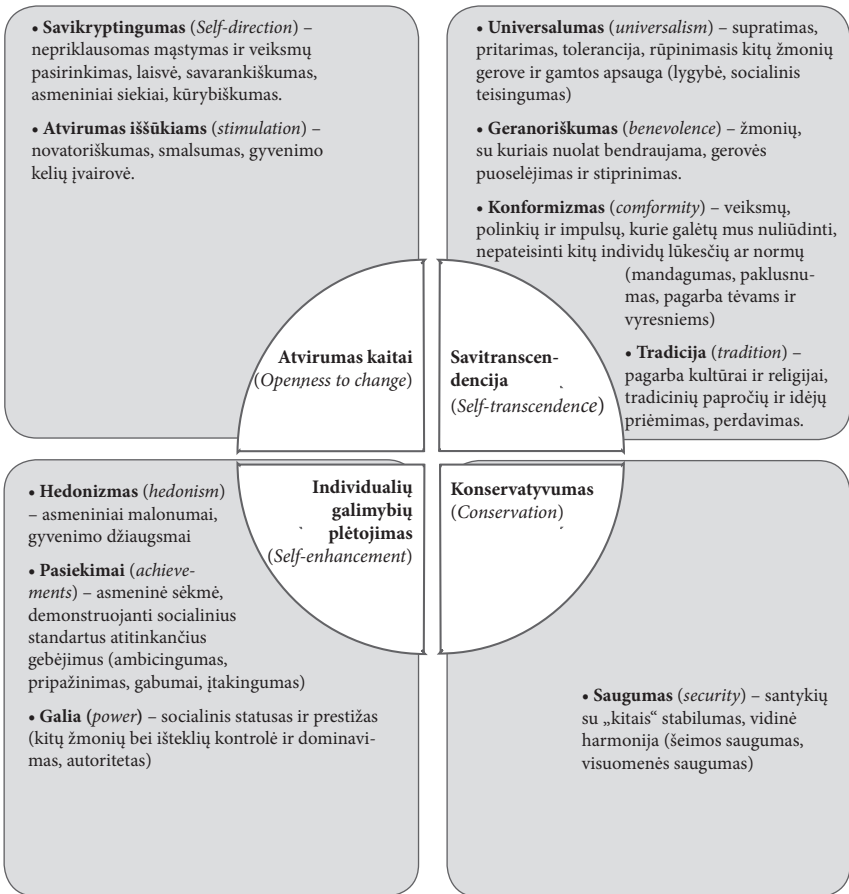 • Savikryptingumas (Self-direction) –
nepriklausomas mąstymas ir veiksmų
pasirinkimas, laisvė, savarankiškumas,
asmeniniai siekiai, kūrybiškumas.
• Atvirumas iššūkiams (stimulation) –
novatoriškumas, smalsumas, gyvenimo
kelių įvairovė.
• Universalumas (universalism) – supratimas,
pritarimas, tolerancija, rūpinimasis kitų žmonių
gerove ir gamtos apsauga (lygybė, socialinis
teisingumas)
• Geranoriškumas (benevolence) – žmonių,
su kuriais nuolat bendraujama, gerovės
puoselėjimas ir stiprinimas.
• Konformizmas (comformity) – veiksmų,
polinkių ir impulsų, kurie galėtų mus nuliūdinti,
nepateisinti kitų individų lūkesčių ar normų
(mandagumas, paklusnu-
mas, pagarba tėvams ir
vyresniems)
• Tradicija (tradition) –
pagarba kultūrai ir religijai,
tradicinių papročių ir idėjų
priėmimas, perdavimas.
Atvirumas kaitai
(Openness to change)
Savitranscen-
dencija
(Self-transcendence)
• Hedonizmas (hedonism)
– asmeniniai malonumai,
gyvenimo džiaugsmai
• Pasiekimai (achieve-
ments) – asmeninė sėkmė,
demonstruojanti socialinius
standartus atitinkančius
gebėjimus (ambicingumas,
pripažinimas, gabumai, įtakingumas)
• Galia (power) – socialinis statusas ir prestižas
(kitų žmonių bei išteklių kontrolė ir dominavi-
mas, autoritetas)
Individualių
galimybių
plėtojimas
(Self-enhancement)
Konservatyvumas
(Conservation)
• Saugumas (security) – santykių
su „kitais“ stabilumas, vidinė
harmonija (šeimos saugumas,
visuomenės saugumas)